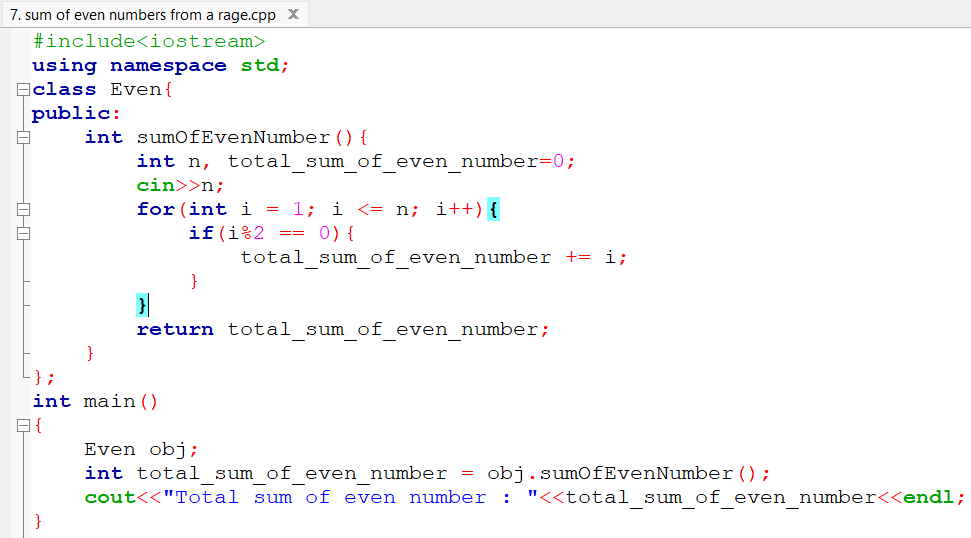 7. sum of even numbers from a rage.cpp X
#include<iostream>
using namespace std;
class Even{
public:
    int sumOfEvenNumber(){
        int n, total_sum_of_even_number=0;
        cin>>n;
        for(int i = 1; i <= n; i++){
            if(i%2 == 0){
                total_sum_of_even_number += i;
            }
        }
        return total_sum_of_even_number;
    }
};
int main()
{
    Even obj;
    int total_sum_of_even_number = obj.sumOfEvenNumber();
    cout<<"Total sum of even number : "<<total_sum_of_even_number<<endl;
}